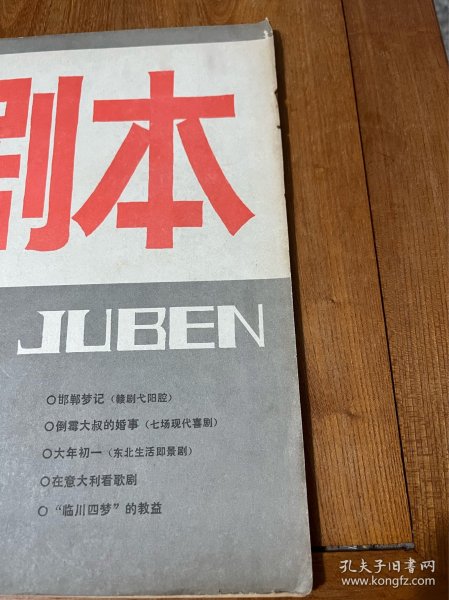 剧本
JUBEN
○邯郸梦记（赣剧弋阳腔）
○倒霉大叔的婚事（七场现代喜剧）
○大年初一（东北生活即景剧）
○在意大利看歌剧
○“临川四梦”的教益
孔夫子旧书网
www.kongfz.com